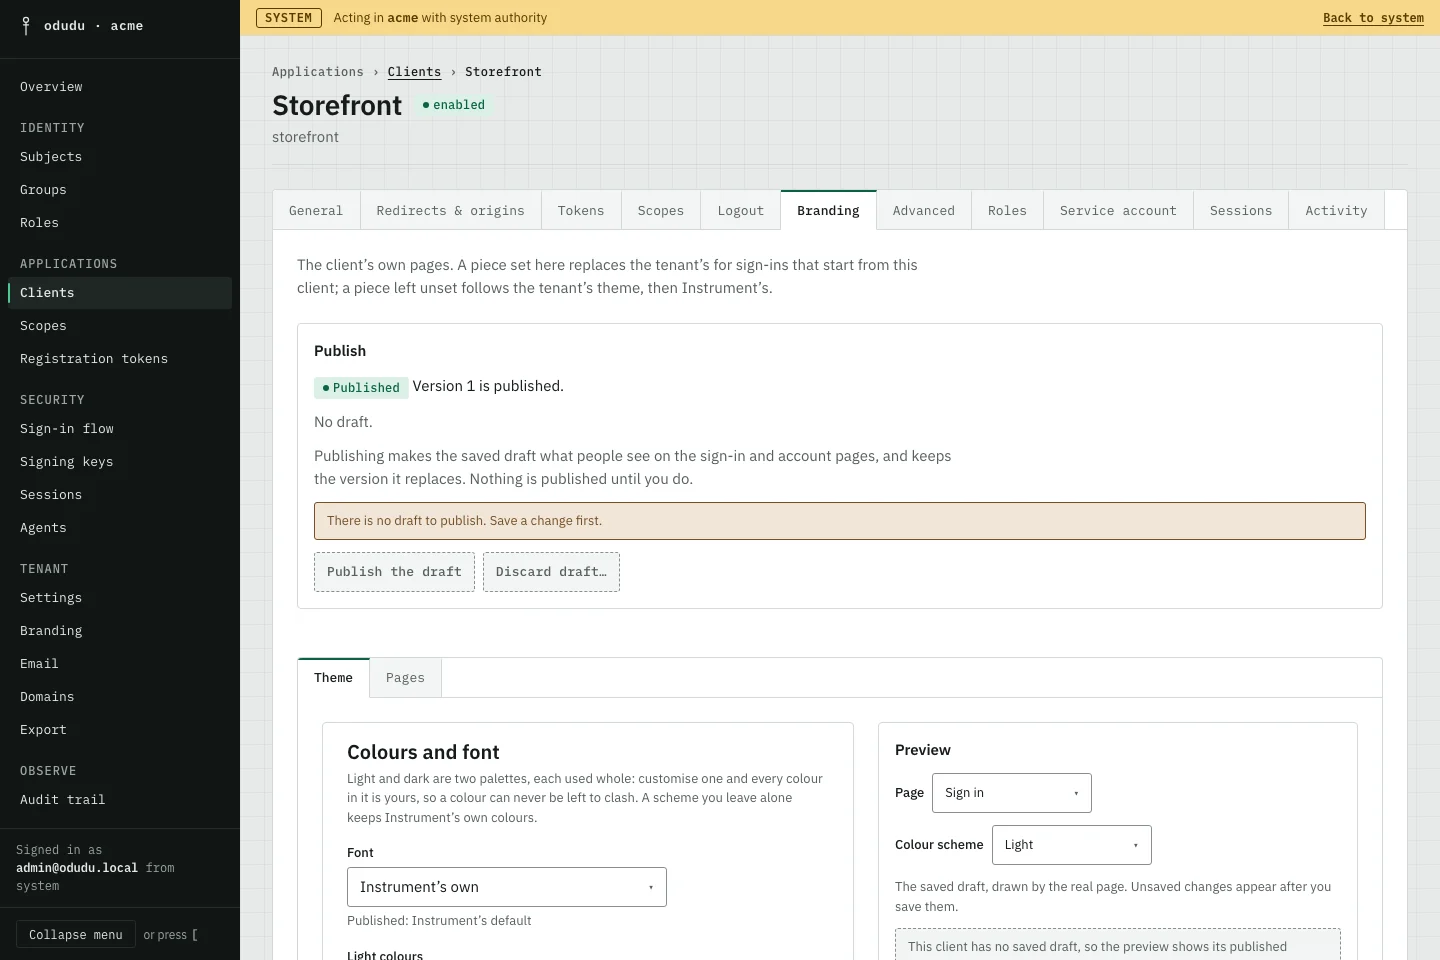 odudu · acme
SYSTEM Acting in acme with system authority Back to system
Overview
IDENTITY
Subjects
Groups
Roles
APPLICATIONS
Clients
Scopes
Registration tokens
SECURITY
Sign-in flow
Signing keys
Sessions
Agents
TENANT
Settings
Branding
Email
Domains
Export
OBSERVE
Audit trail
Signed in as
admin@odudu.local from
system
Collapse menu or press [
Applications › Clients › Storefront
Storefront enabled
storefront
General Redirects & origins Tokens Scopes Logout Branding Advanced Roles Service account Sessions Activity
The client’s own pages. A piece set here replaces the tenant’s for sign-ins that start from this
client; a piece left unset follows the tenant’s theme, then Instrument’s.
Publish
Published Version 1 is published.
No draft.
Publishing makes the saved draft what people see on the sign-in and account pages, and keeps
the version it replaces. Nothing is published until you do.
There is no draft to publish. Save a change first.
Publish the draft Discard draft…
Theme Pages
Colours and font
Light and dark are two palettes, each used whole: customise one and every colour
in it is yours, so a colour can never be left to clash. A scheme you leave alone
keeps Instrument’s own colours.
Font
Instrument’s own
Published: Instrument’s default
Light colours
Preview
Page Sign in
Colour scheme Light
The saved draft, drawn by the real page. Unsaved changes appear after you
save them.
This client has no saved draft, so the preview shows its published